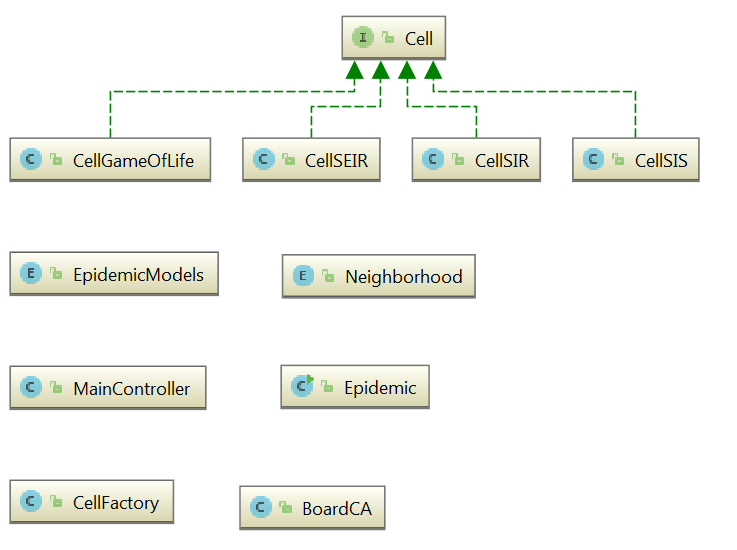 I Cell
C CellGameOfLife C CellSEIR C CellSIR C CellSIS
E EpidemicModels E Neighborhood
C MainController C Epidemic
C CellFactory C BoardCA